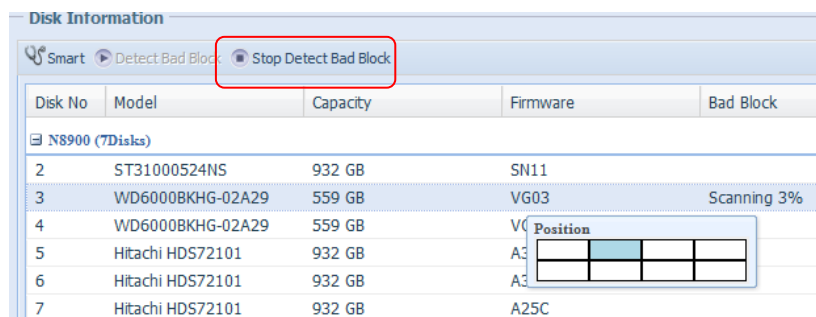 Disk Information
Smart Detect Bad Block Stop Detect Bad Block
Disk No Model Capacity Firmware Bad Block
N8900 (7Disks)
2 ST31000524NS 932 GB SN11
3 WD6000BKHG-02A29 559 GB VG03 Scanning 3%
4 WD6000BKHG-02A29 559 GB
Position
5 Hitachi HDS72101 932 GB
6 Hitachi HDS72101 932 GB
7 Hitachi HDS72101 932 GB A25C